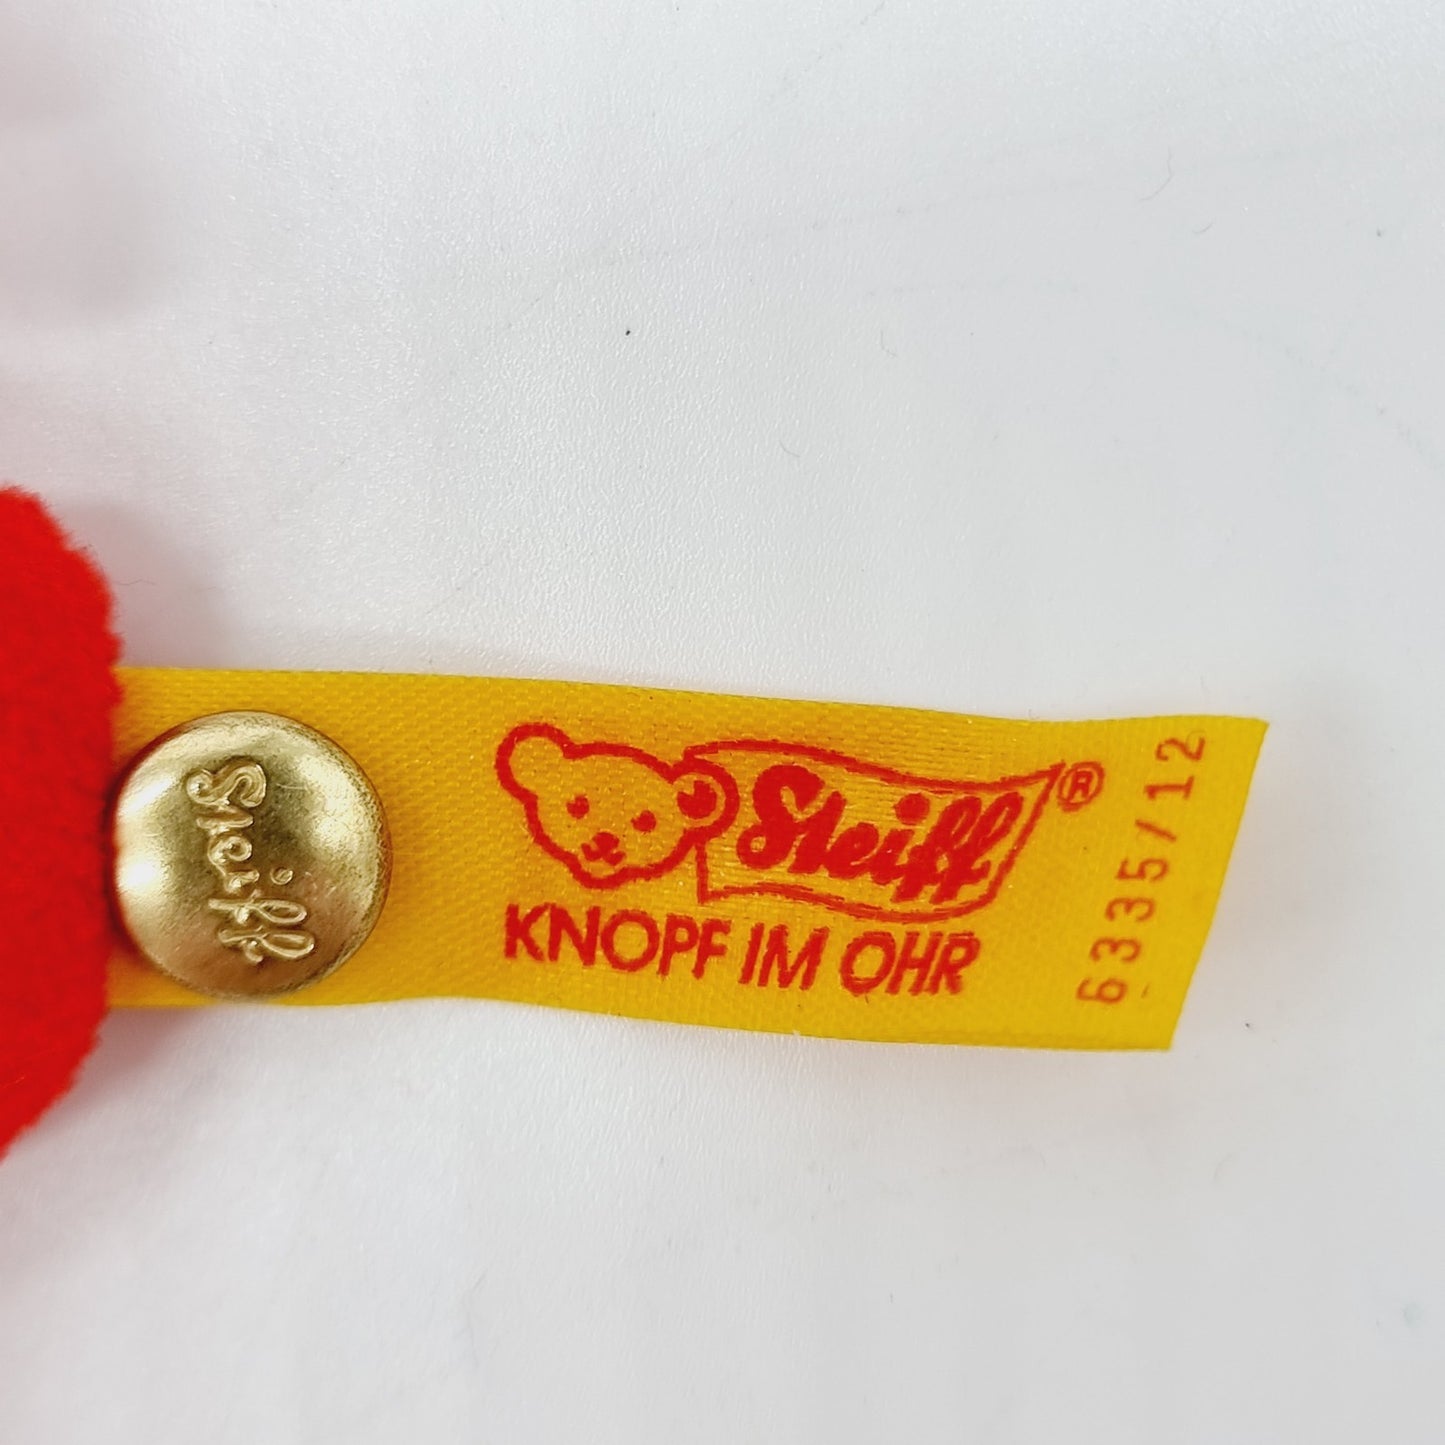 Steiff
Steiff®
KNOPF IM OHR
6335/12